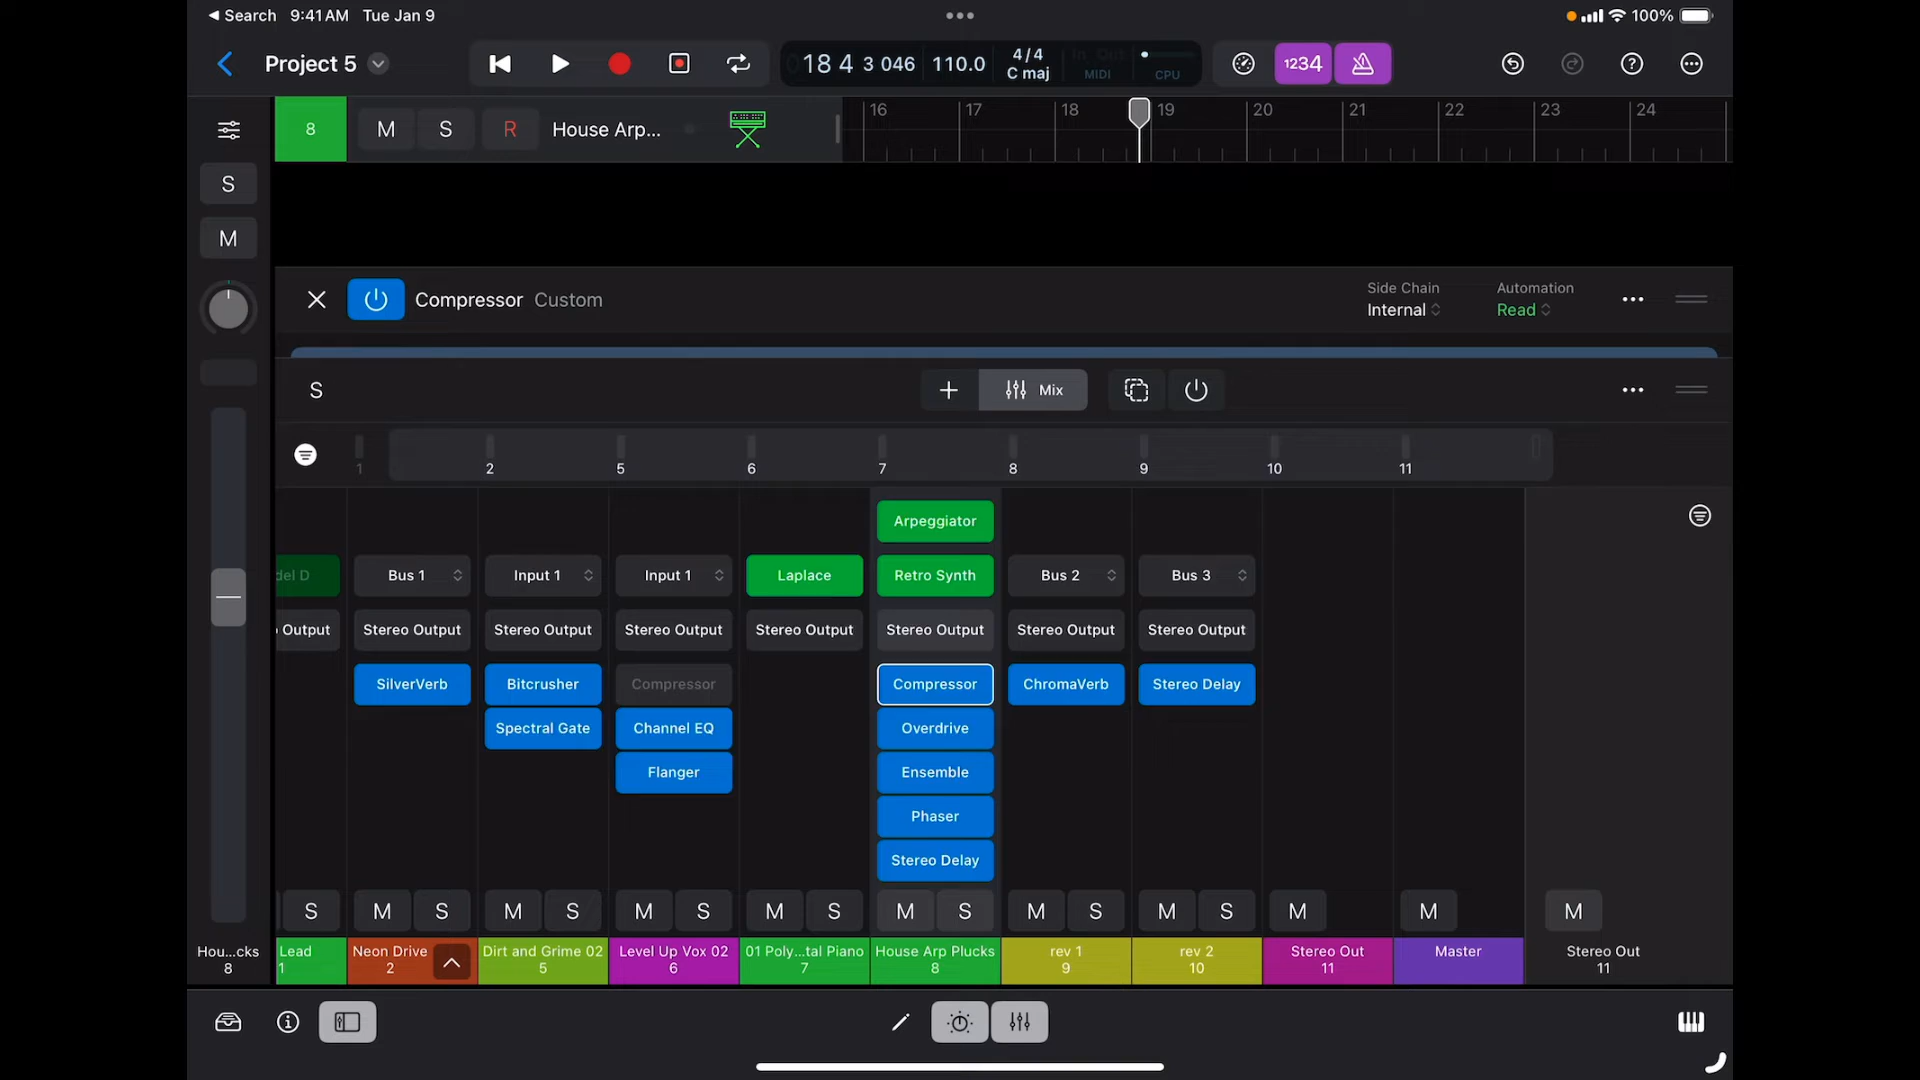 Search 9:41 AM Tue Jan 9 100%
Project 5 18 4 3 046 110.0 4/4 C maj In Out MIDI CPU 1234
8 M S R House Arp... 16 17 18 19 20 21 22 23 24
S
M
Compressor Custom Side Chain Internal Automation Read
S Mix
1 2 5 6 7 8 9 10 11
Arpeggiator
del D Bus 1 Input 1 Input 1 Laplace Retro Synth Bus 2 Bus 3
Output Stereo Output Stereo Output Stereo Output Stereo Output Stereo Output Stereo Output Stereo Output
SilverVerb Bitcrusher Compressor Compressor ChromaVerb Stereo Delay
Spectral Gate Channel EQ Overdrive
Flanger Ensemble
Phaser
Stereo Delay
S M S M S M S M S M S M S M S M M M
Hou...cks Lead Neon Drive Dirt and Grime 02 Level Up Vox 02 01 Poly...tal Piano House Arp Plucks rev 1 rev 2 Stereo Out Master Stereo Out
8 1 2 5 6 7 8 9 10 11 11